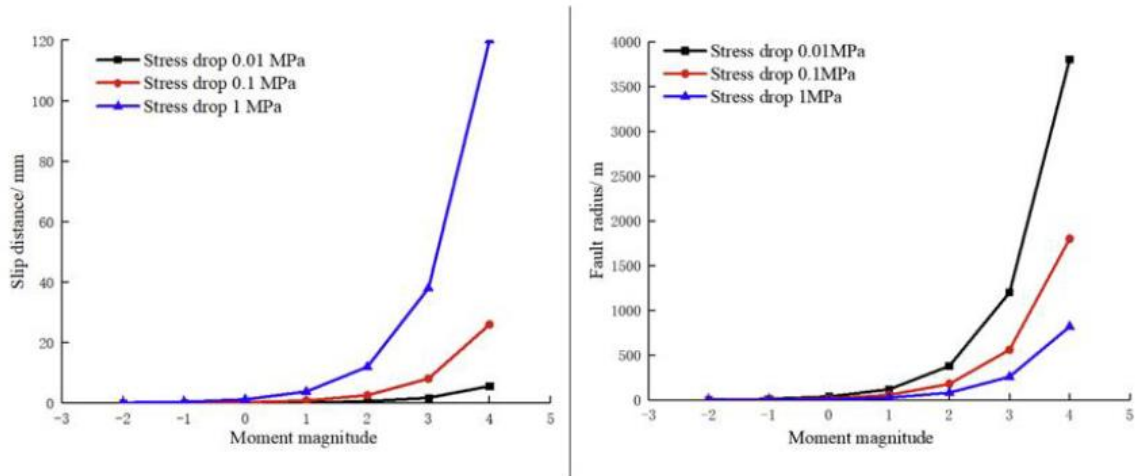 120
100
80
60
40
20
0
Slip distance/ mm
Stress drop 0.01 MPa
Stress drop 0.1 MPa
Stress drop 1 MPa
-3 -2 -1 0 1 2 3 4 5
Moment magnitude
4000
3500
3000
2500
2000
1500
1000
500
0
Fault radius/ m
Stress drop 0.01MPa
Stress drop 0.1MPa
Stress drop 1MPa
-3 -2 -1 0 1 2 3 4 5
Moment magnitude